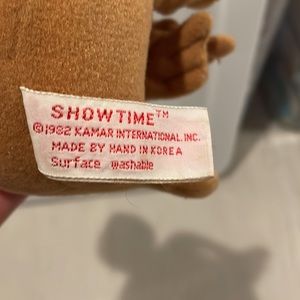 SHOWTIME™
©1982 KAMAR INTERNATIONAL, INC.
MADE BY HAND IN KOREA
Surface washable